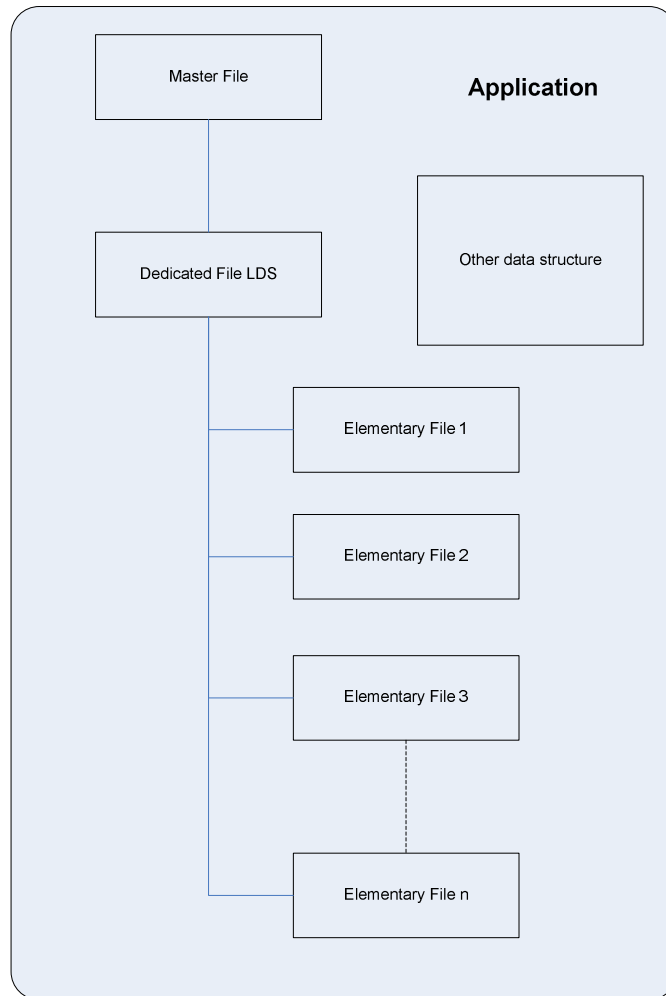 Master File
Application
Dedicated File LDS
Other data structure
Elementary File 1
Elementary File 2
Elementary File 3
Elementary File n